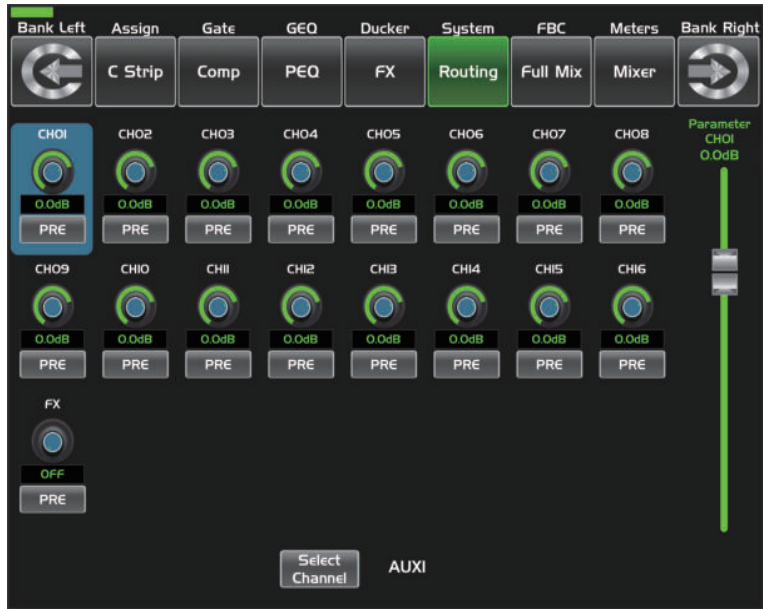 Bank Left Assign Gate GEQ Ducker System FBC Meters Bank Right
C Strip Comp PEQ FX Routing Full Mix Mixer
Parameter
CH01
0.0dB
CH01 CH02 CH03 CH04 CH05 CH06 CH07 CH08
0.0dB 0.0dB 0.0dB 0.0dB 0.0dB 0.0dB 0.0dB 0.0dB
PRE PRE PRE PRE PRE PRE PRE PRE
CH09 CH10 CH11 CH12 CH13 CH14 CH15 CH16
0.0dB 0.0dB 0.0dB 0.0dB 0.0dB 0.0dB 0.0dB 0.0dB
PRE PRE PRE PRE PRE PRE PRE PRE
FX
OFF
PRE
Select
Channel
AUX1